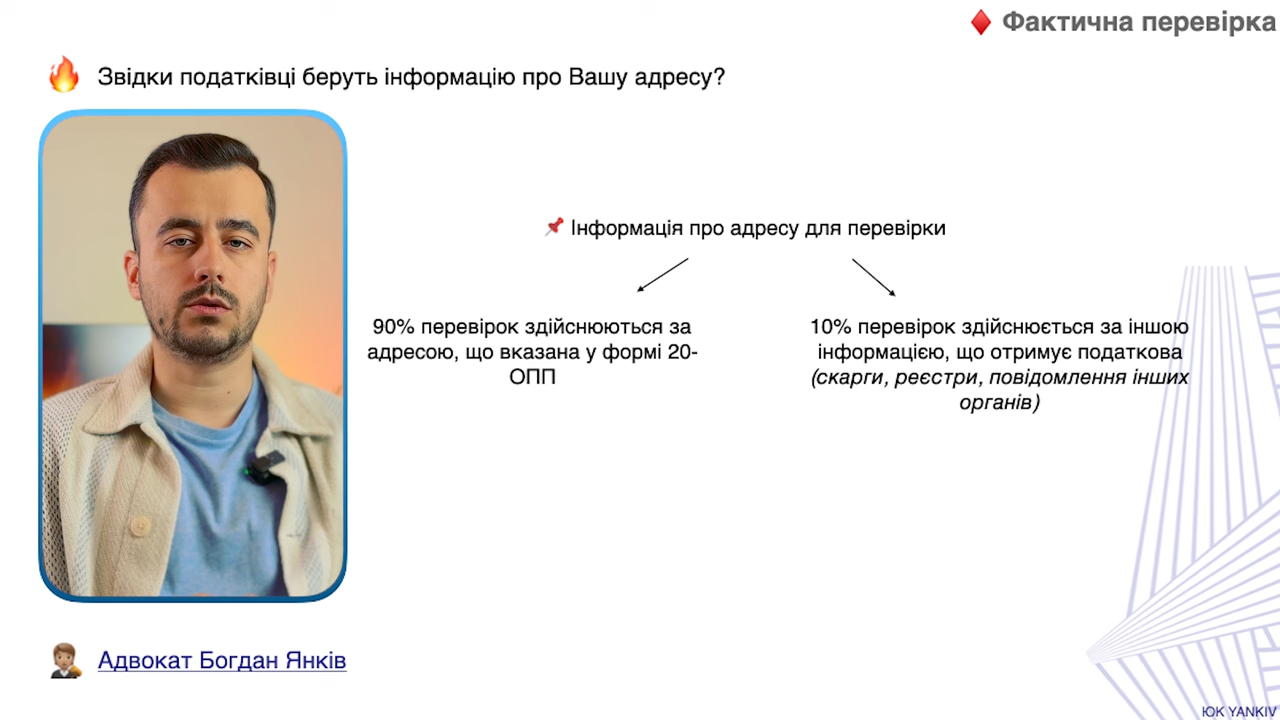 Фактична перевірка
Звідки податківці беруть інформацію про Вашу адресу?
Інформація про адресу для перевірки
90% перевірок здійснюються за
адресою, що вказана у формі 20-
ОПП
10% перевірок здійснюється за іншою
інформацією, що отримує податкова
(скарги, реєстри, повідомлення інших
органів)
Адвокат Богдан Янків
ЮК YANKIV